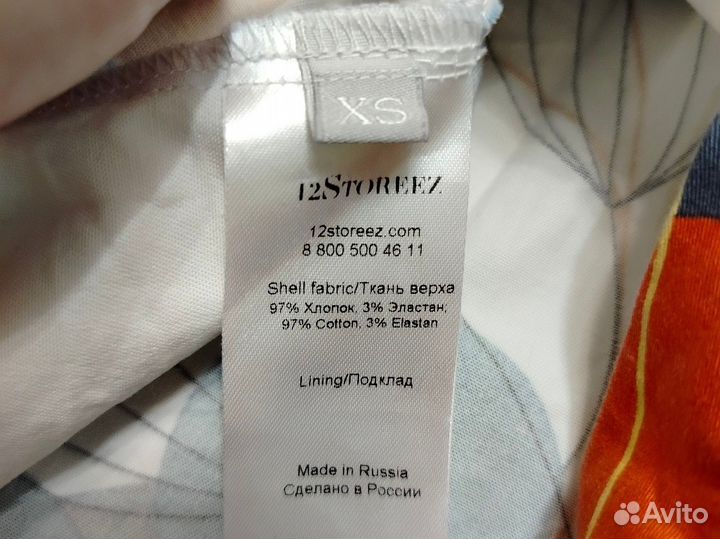 XS
12STOREEZ
12storeez.com
8 800 500 46 11
Shell fabric/Ткань верха
97% Хлопок, 3% Эластан;
97% Cotton, 3% Elastan
Lining/Подклад
Made in Russia
Сделано в России
Avito